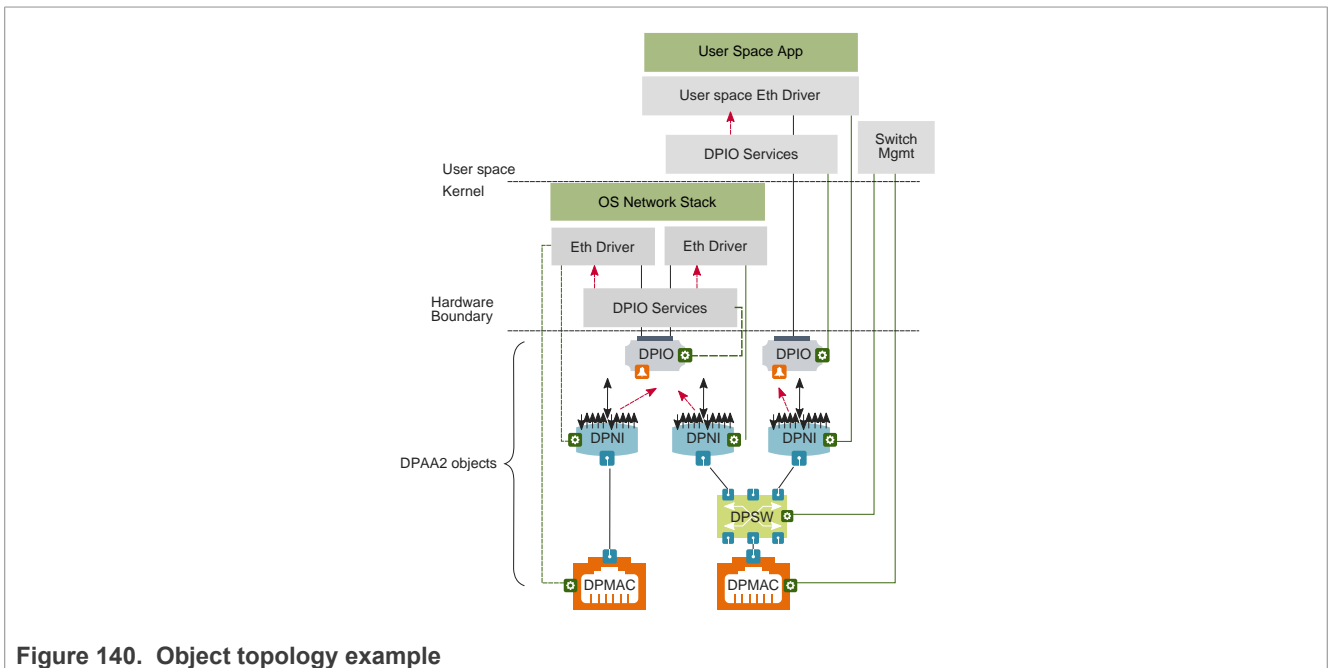 User Space App
User space Eth Driver
DPIO Services
Switch
Mgmt
User space
Kernel
OS Network Stack
Eth Driver
Eth Driver
Hardware
Boundary
DPIO Services
DPIO
DPIO
DPNI
DPNI
DPNI
DPAA2 objects
DPSW
DPMAC
DPMAC
Figure 140. Object topology example